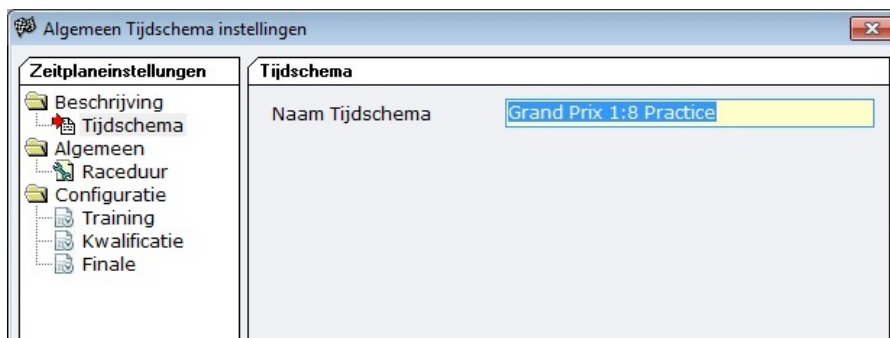 Algemeen Tijdschema instellingen
Zeitplaneinstellungen
Beschrijving
Tijdschema
Algemeen
Raceduur
Configuratie
Training
Kwalificatie
Finale
Tijdschema
Naam Tijdschema Grand Prix 1:8 Practice